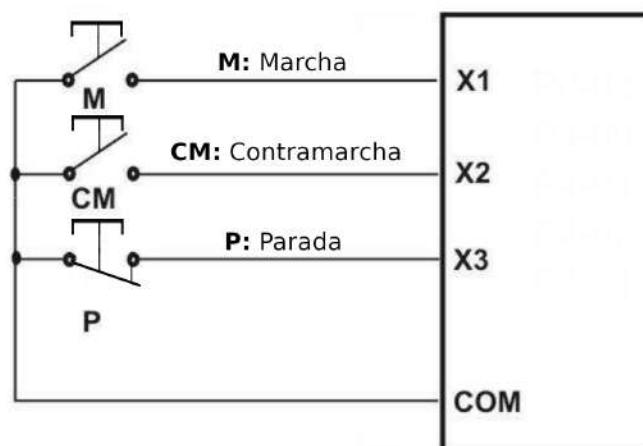 M: Marcha
X1
M
CM: Contramarcha
X2
CM
P: Parada
X3
P
COM